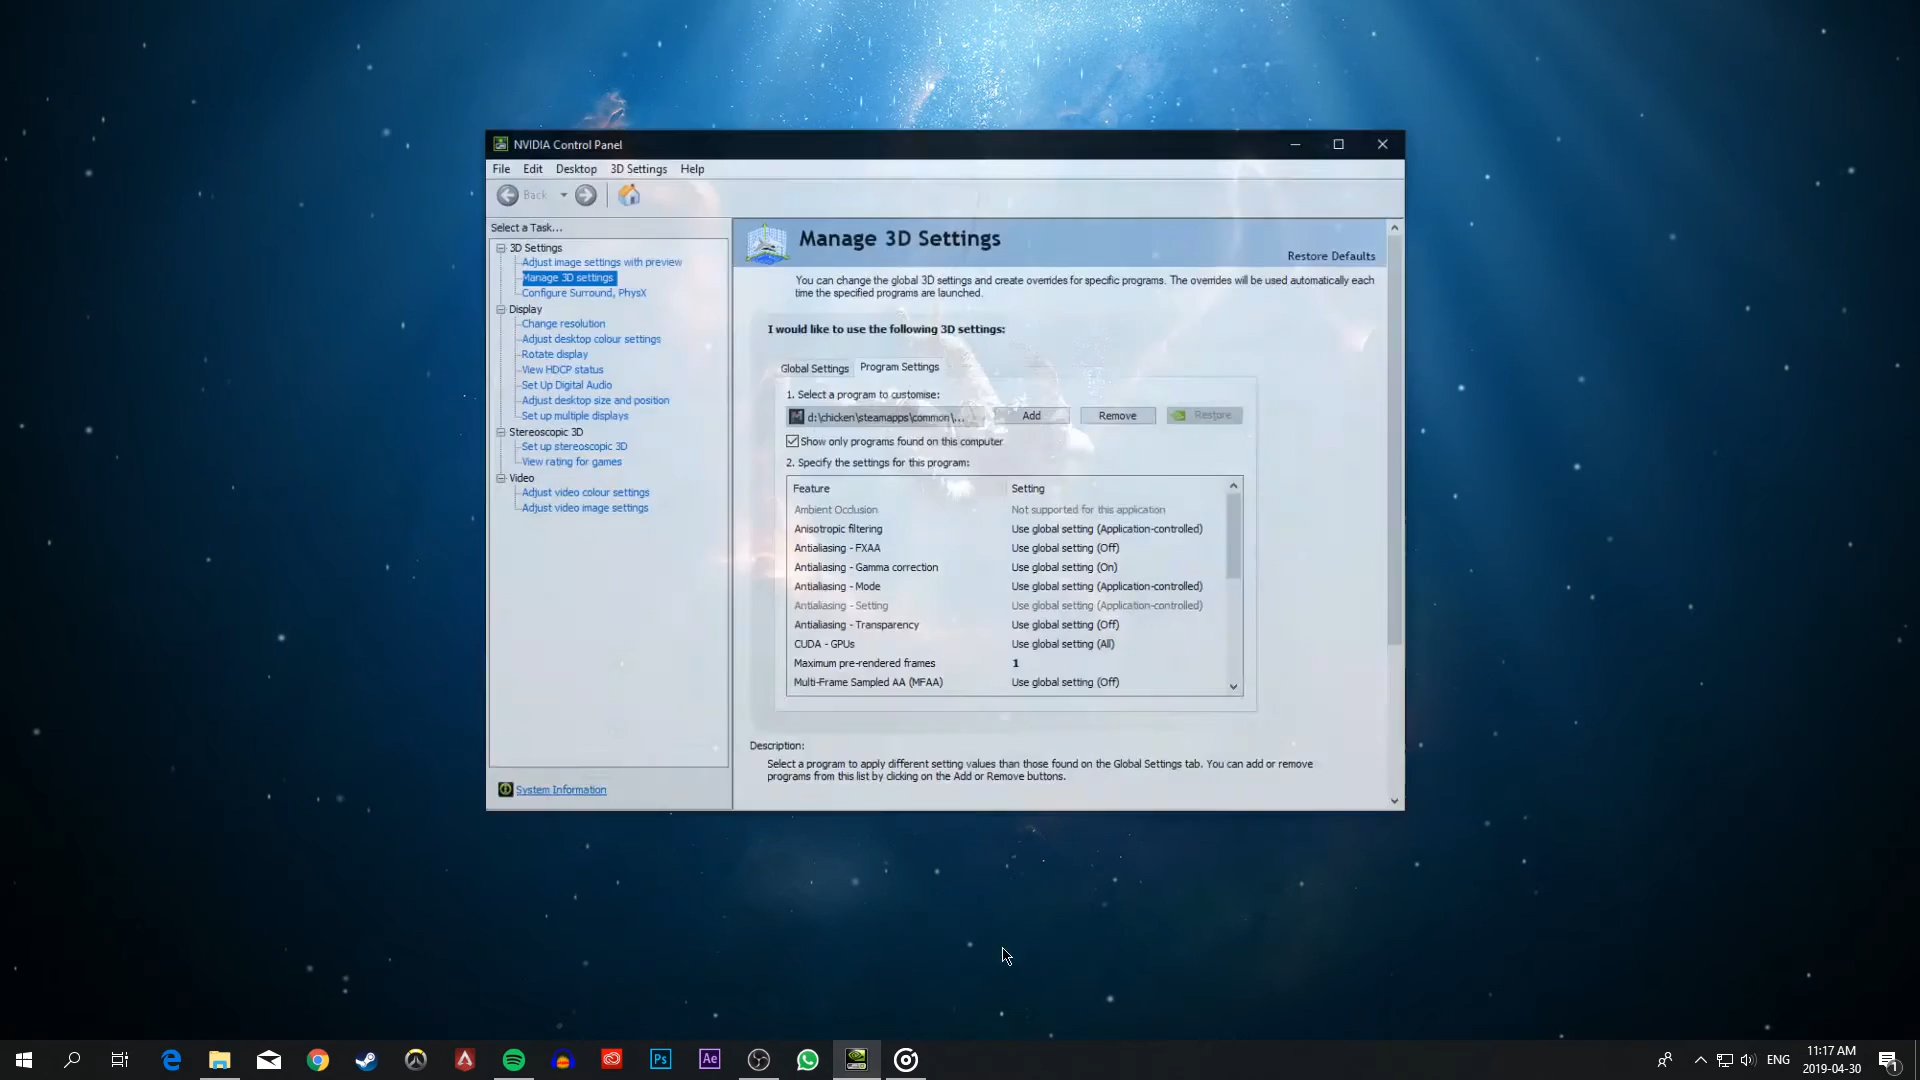 NVIDIA Control Panel
File Edit Desktop 3D Settings Help
Back
Select a Task...
3D Settings
Adjust image settings with preview
Manage 3D settings
Configure Surround, PhysX
Display
Change resolution
Adjust desktop colour settings
Rotate display
View HDCP status
Set Up Digital Audio
Adjust desktop size and position
Set up multiple displays
Stereoscopic 3D
Set up stereoscopic 3D
View rating for games
Video
Adjust video colour settings
Adjust video image settings
System Information
Manage 3D Settings
Restore Defaults
You can change the global 3D settings and create overrides for specific programs. The overrides will be used automatically each
time the specified programs are launched.
I would like to use the following 3D settings:
Global Settings Program Settings
1. Select a program to customise:
d:\chicken\steamapps\common\... Add Remove Restore
Show only programs found on this computer
2. Specify the settings for this program:
Feature Setting
Ambient Occlusion Not supported for this application
Anisotropic filtering Use global setting (Application-controlled)
Antialiasing - FXAA Use global setting (Off)
Antialiasing - Gamma correction Use global setting (On)
Antialiasing - Mode Use global setting (Application-controlled)
Antialiasing - Setting Use global setting (Application-controlled)
Antialiasing - Transparency Use global setting (Off)
CUDA - GPUs Use global setting (All)
Maximum pre-rendered frames 1
Multi-Frame Sampled AA (MFAA) Use global setting (Off)
Description:
Select a program to apply different setting values than those found on the Global Settings tab. You can add or remove
programs from this list by clicking on the Add or Remove buttons.
Ps Ae
ENG
11:17 AM
2019-04-30
1